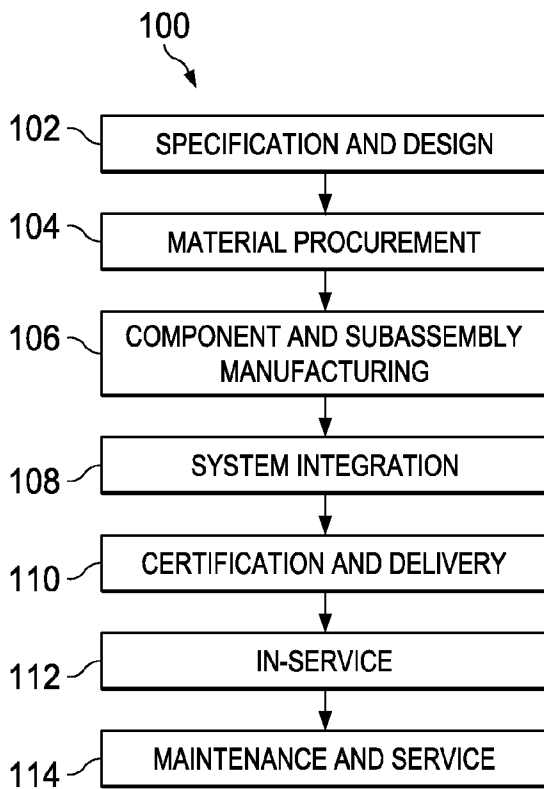 100
102 SPECIFICATION AND DESIGN
104 MATERIAL PROCUREMENT
106 COMPONENT AND SUBASSEMBLY
MANUFACTURING
108 SYSTEM INTEGRATION
110 CERTIFICATION AND DELIVERY
112 IN-SERVICE
114 MAINTENANCE AND SERVICE